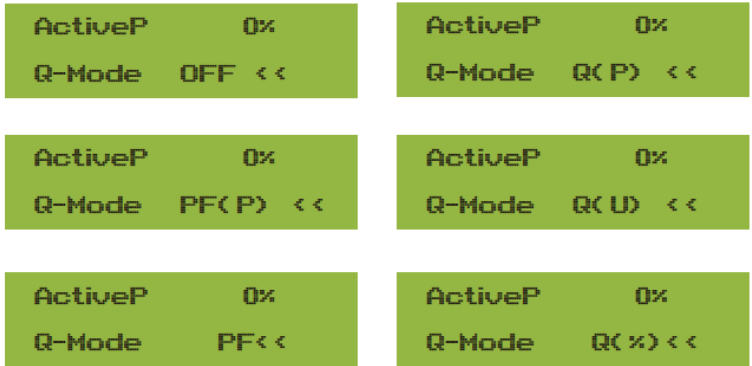 ActiveP 0%
Q-Mode OFF <<
ActiveP 0%
Q-Mode Q(P) <<
ActiveP 0%
Q-Mode PF(P) <<
ActiveP 0%
Q-Mode Q(U) <<
ActiveP 0%
Q-Mode PF<<
ActiveP 0%
Q-Mode Q(%)<<